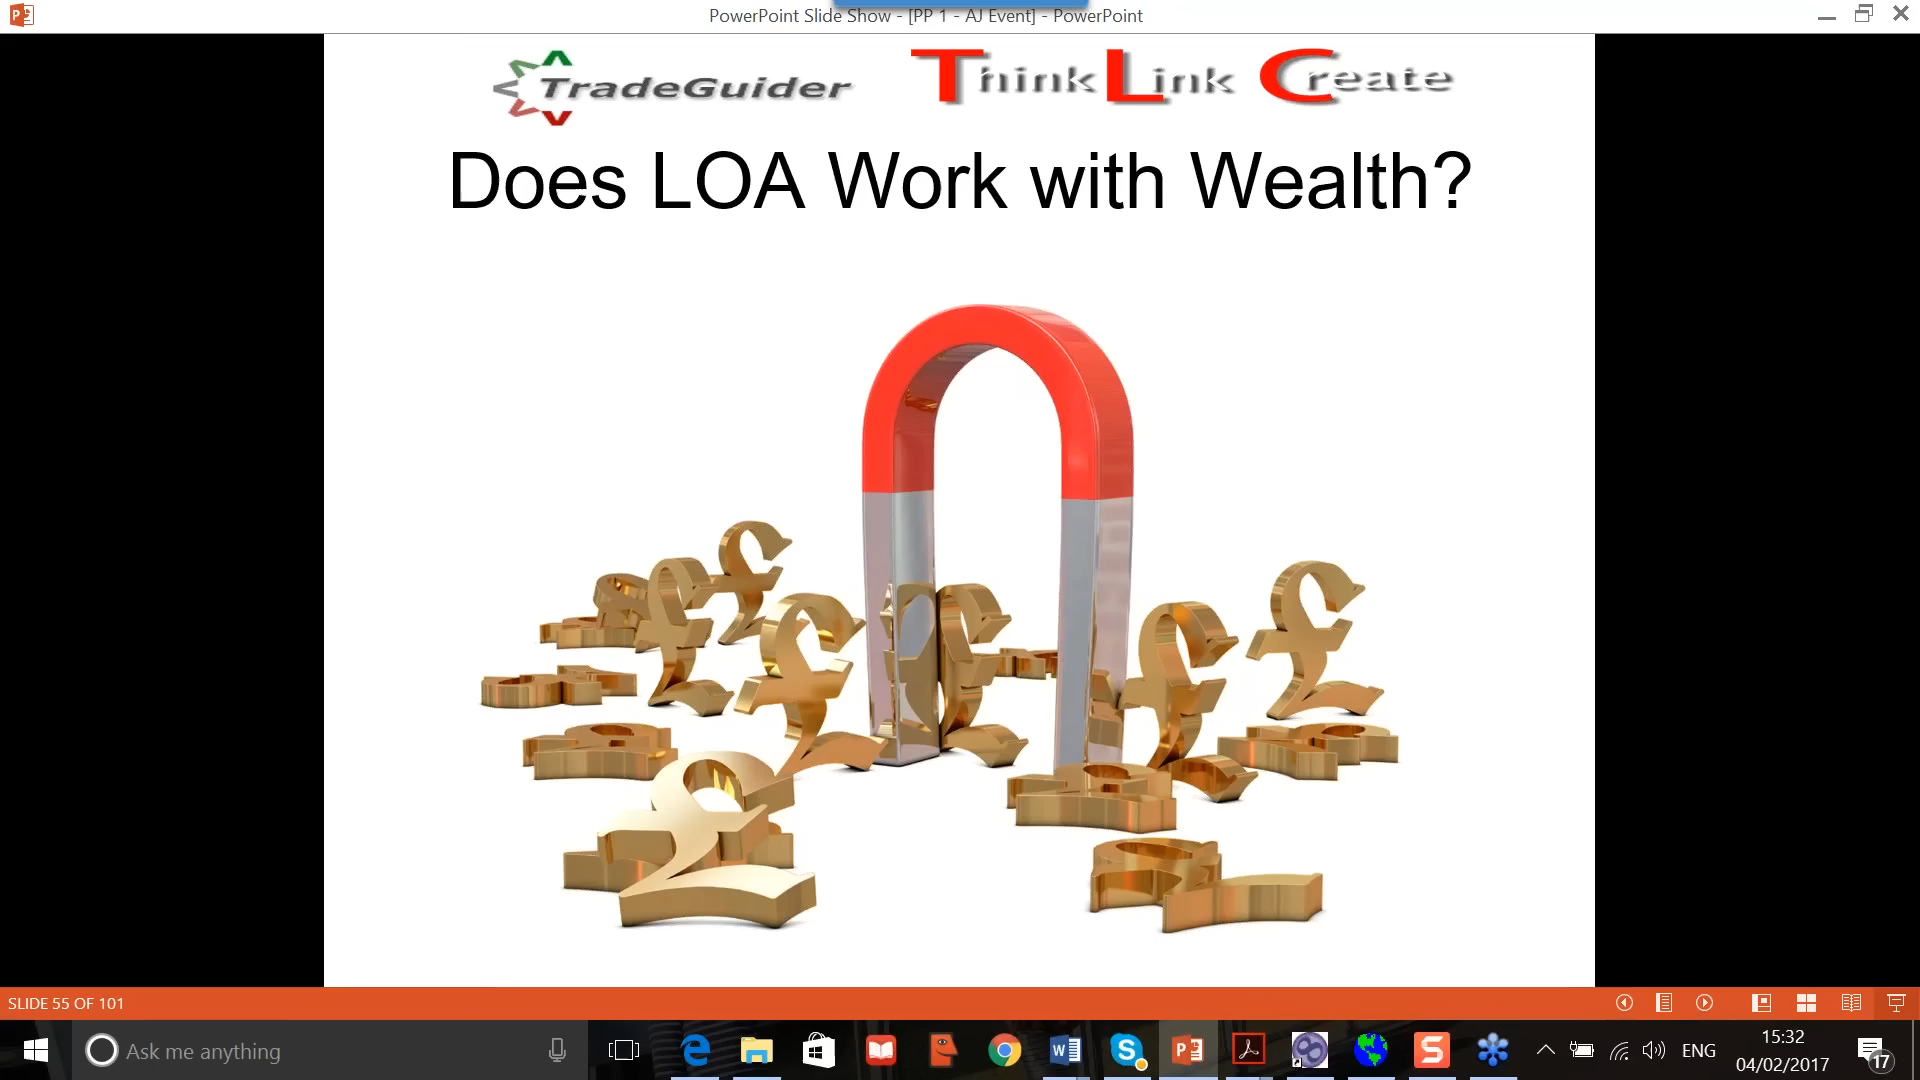 PowerPoint Slide Show - [PP 1 - AJ Event] - PowerPoint
TradeGuider
Think Link Create
Does LOA Work with Wealth?
SLIDE 55 OF 101
Ask me anything
ENG
15:32
04/02/2017
17